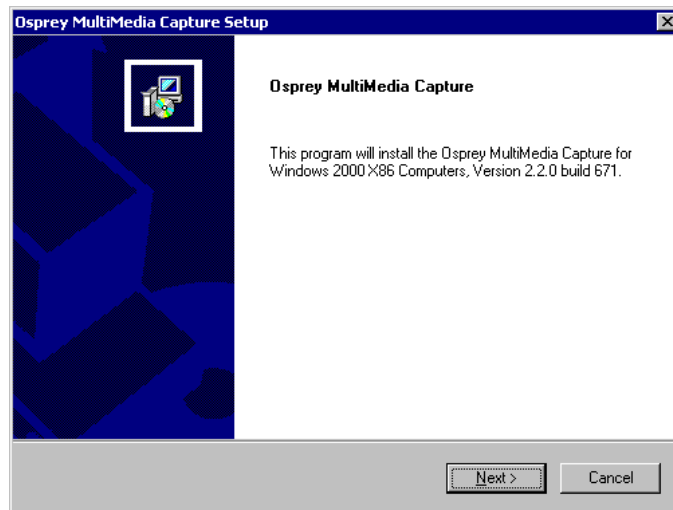 Osprey MultiMedia Capture Setup
Osprey MultiMedia Capture
This program will install the Osprey MultiMedia Capture for
Windows 2000 X86 Computers, Version 2.2.0 build 671.
Next >
Cancel